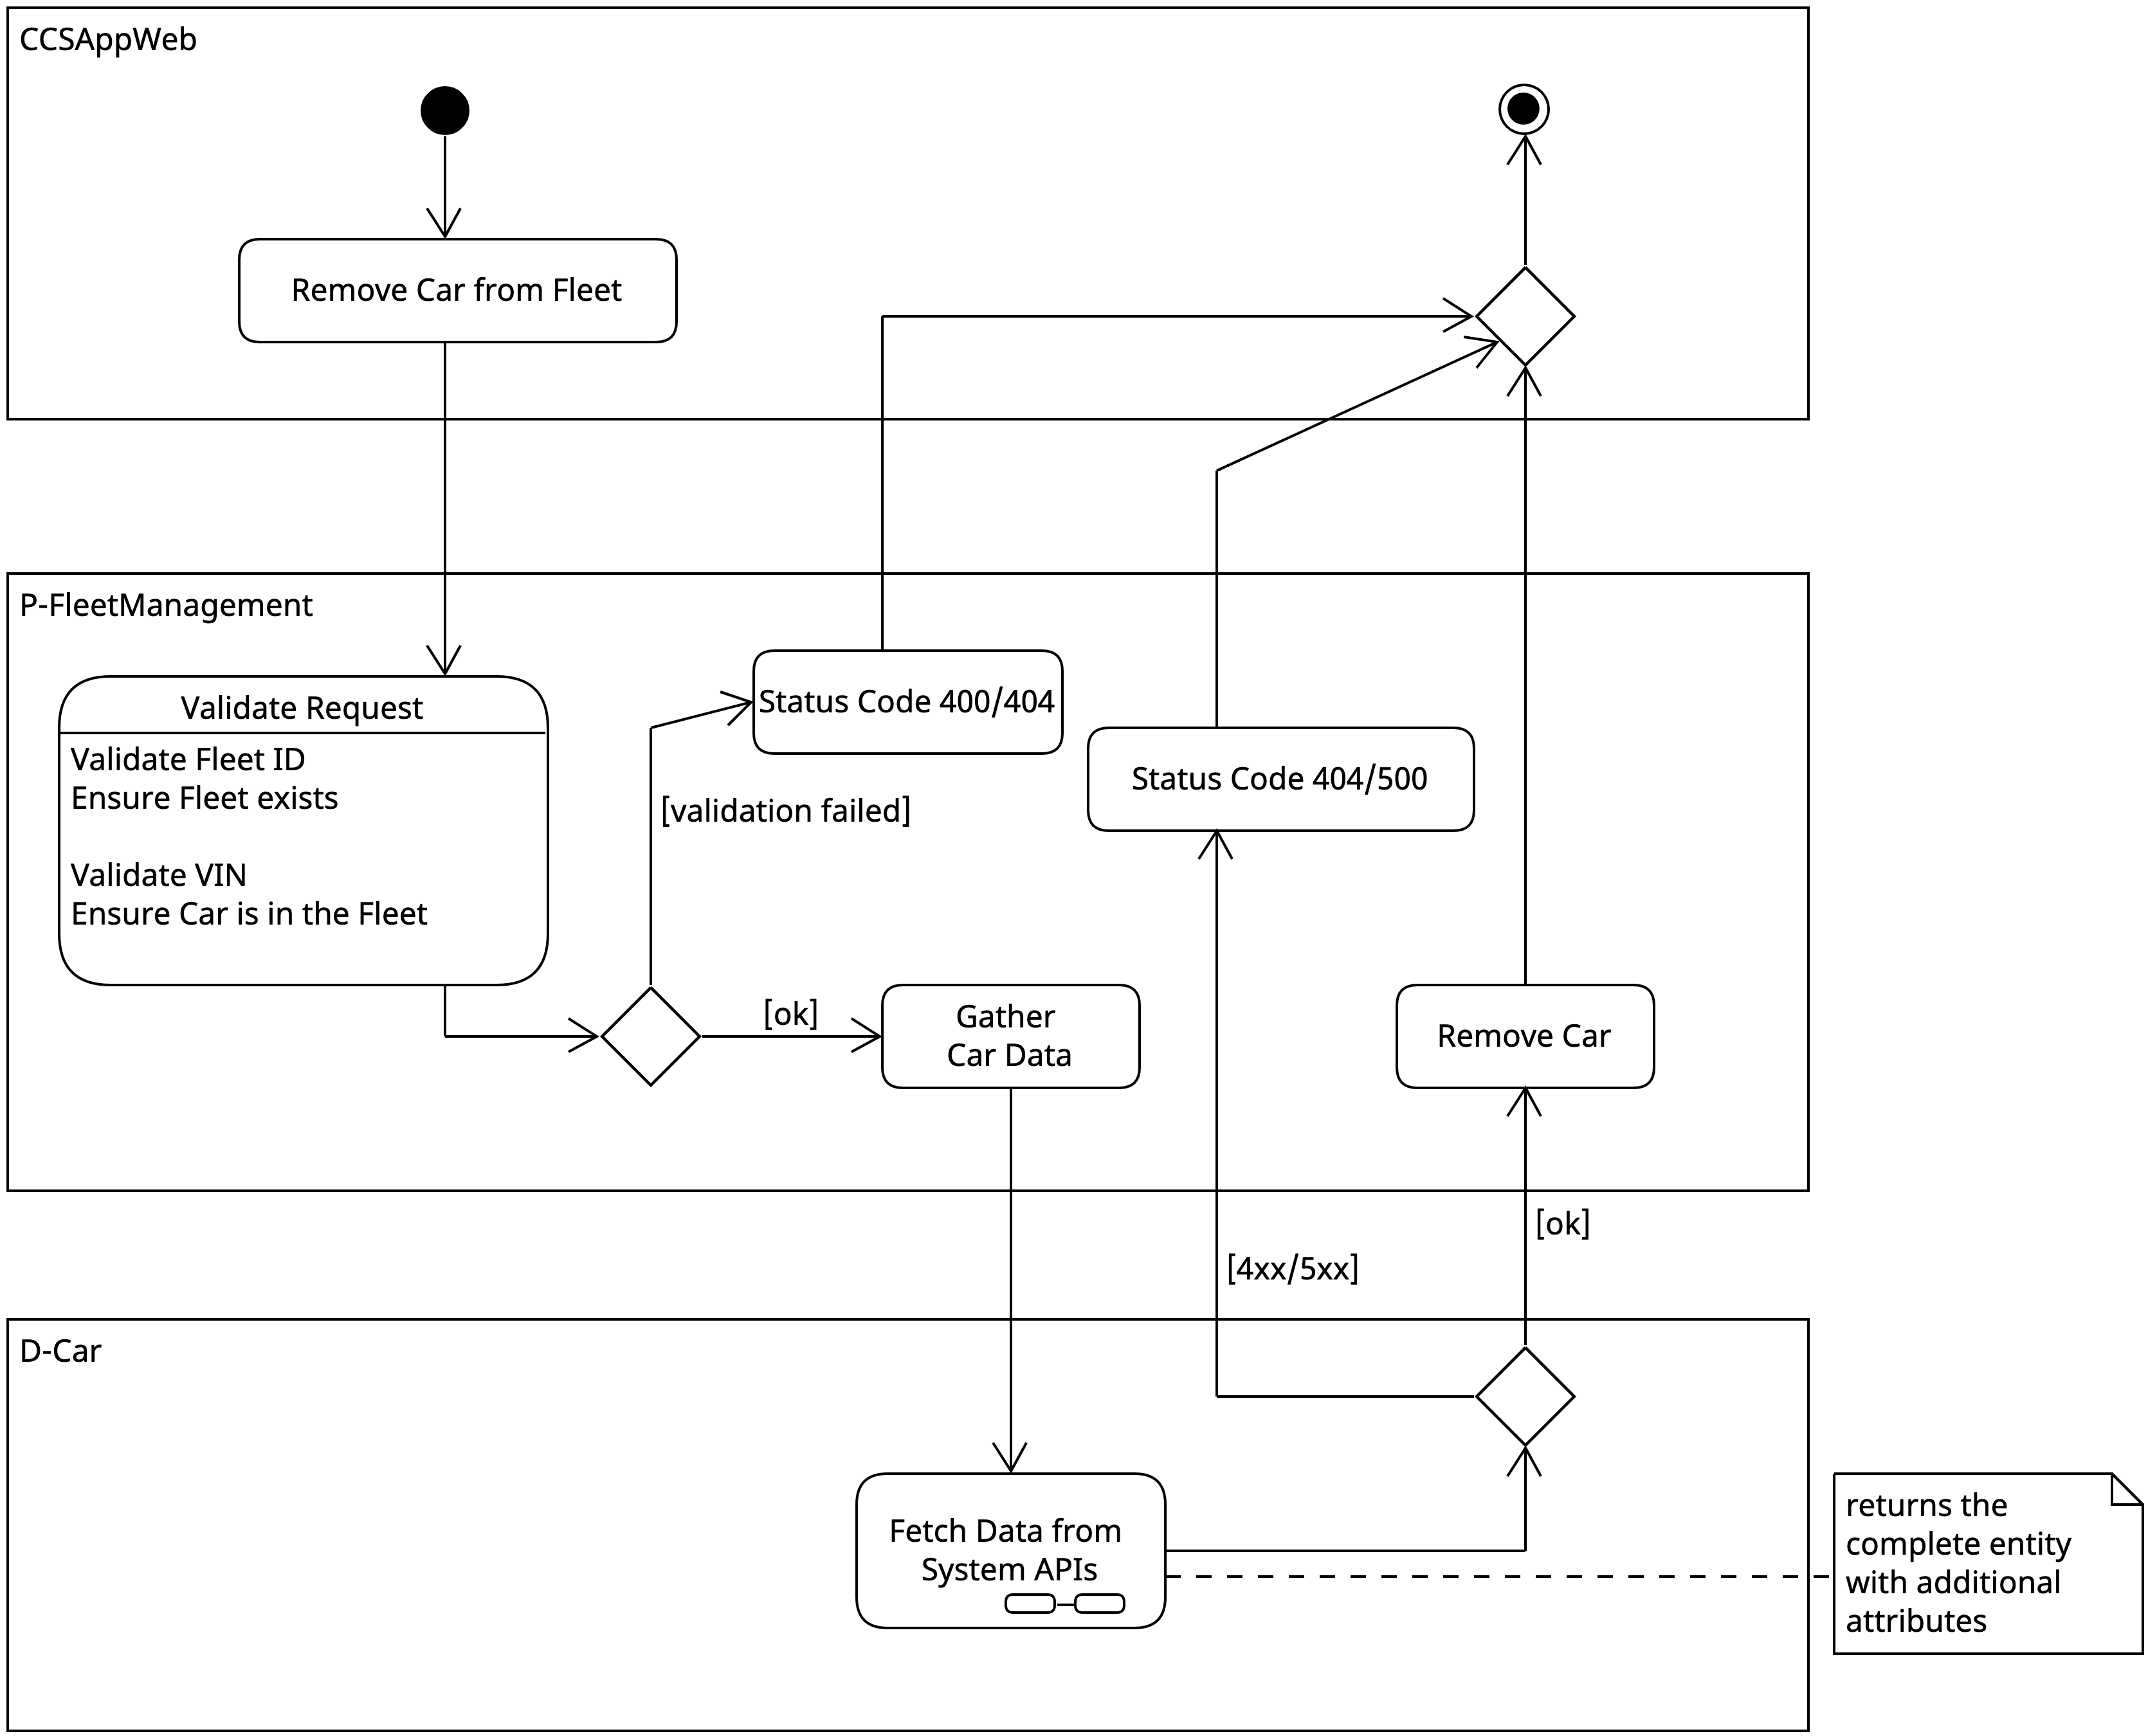 CCSAppWeb
Remove Car from Fleet
P-FleetManagement
Validate Request
Validate Fleet ID
Ensure Fleet exists
Validate VIN
Ensure Car is in the Fleet
Status Code 400/404
[validation failed]
Status Code 404/500
[ok]
Gather
Car Data
Remove Car
[ok]
[4xx/5xx]
D-Car
Fetch Data from
System APIs
returns the
complete entity
with additional
attributes